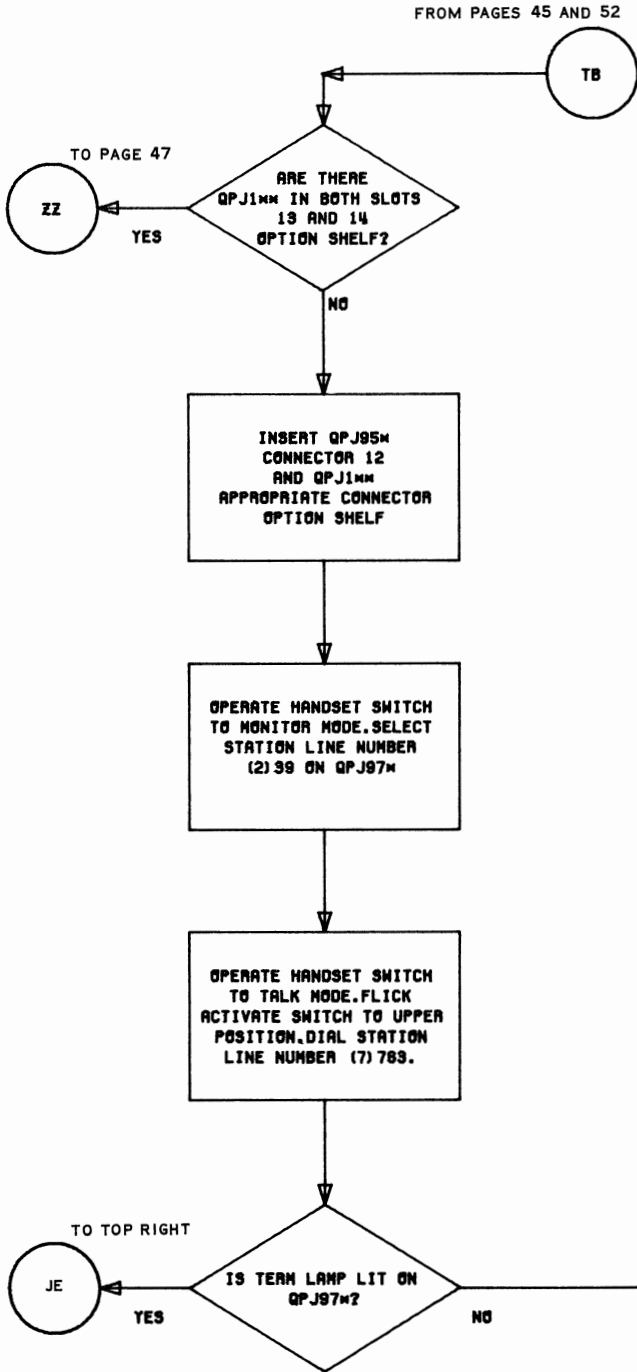 FROM PAGES 45 AND 52
TB
TO PAGE 47
ZZ
YES
ARE THERE
QPJ1** IN BOTH SLOTS
13 AND 14
OPTION SHELF?
NO
INSERT QPJ95*
CONNECTOR 12
AND QPJ1**
APPROPRIATE CONNECTOR
OPTION SHELF
OPERATE HANDSET SWITCH
TO MONITOR MODE.SELECT
STATION LINE NUMBER
(2)39 ON QPJ97*
OPERATE HANDSET SWITCH
TO TALK MODE.FLICK
ACTIVATE SWITCH TO UPPER
POSITION.DIAL STATION
LINE NUMBER (7)783.
TO TOP RIGHT
JE
YES
IS TERM LAMP LIT ON
QPJ97*?
NO